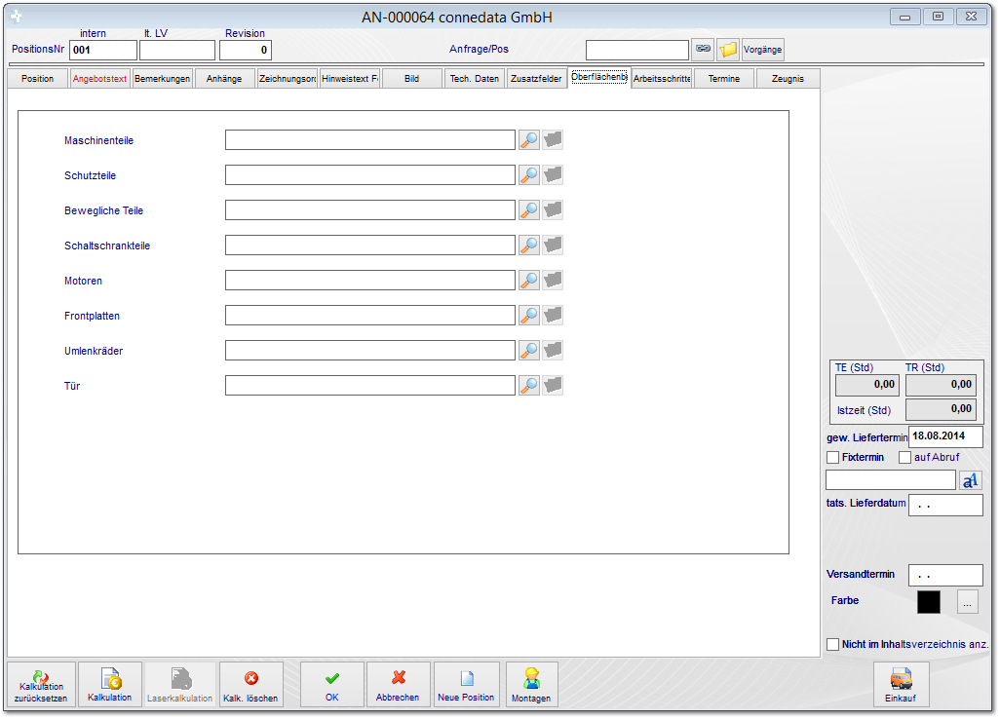 AN-000064 connedata GmbH
intern lt. LV Revision
PositionsNr 001 0 Anfrage/Pos Vorgänge
Position Angebotstext Bemerkungen Anhänge Zeichnungsord Hinweistext F Bild Tech. Daten Zusatzfelder Oberflächenb Arbeitsschritte Termine Zeugnis
Maschinenteile
Schutzteile
Bewegliche Teile
Schaltschrankteile
Motoren
Frontplatten
Umlenkräder
Tür
TE (Std) TR (Std)
0,00 0,00
Istzeit (Std) 0,00
gew. Liefertermin 18.08.2014
Fixtermin auf Abruf
aA
tats. Lieferdatum . .
Versandtermin . .
Farbe ...
Nicht im Inhaltsverzeichnis anz.
Kalkulation zurücksetzen Kalkulation Laserkalkulation Kalk. löschen OK Abbrechen Neue Position Montagen Einkauf